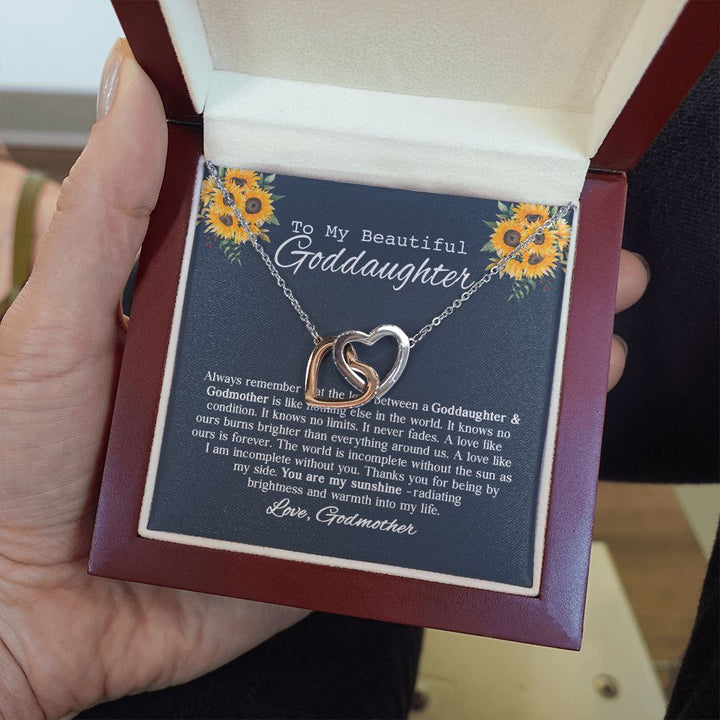 To My Beautiful
Goddaughter
Always remember at the between a Goddaughter &
Godmother is like nothing else in the world. It knows no
condition. It knows no limits. It never fades. A love like
ours burns brighter than everything around us. A love like
ours is forever. The world is incomplete without the sun as
I am incomplete without you. Thanks you for being by
my side. You are my sunshine - radiating
brightness and warmth into my life.
Love, Godmother